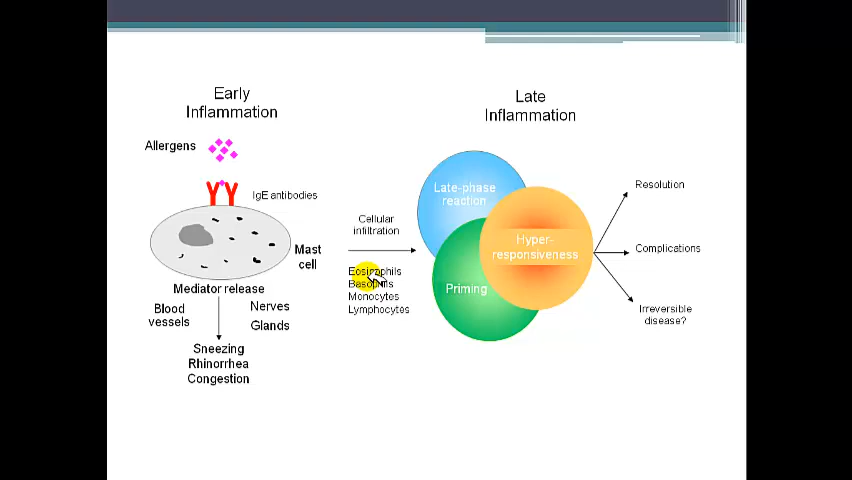 Early
Inflammation
Late
Inflammation
Allergens
IgE antibodies
Mast
cell
Mediator release
Blood
vessels
Nerves
Glands
Sneezing
Rhinorrhea
Congestion
Cellular
infiltration
Eosinophils
Basophils
Monocytes
Lymphocytes
Late-phase
reaction
Hyper-
responsiveness
Priming
Resolution
Complications
Irreversible
disease?